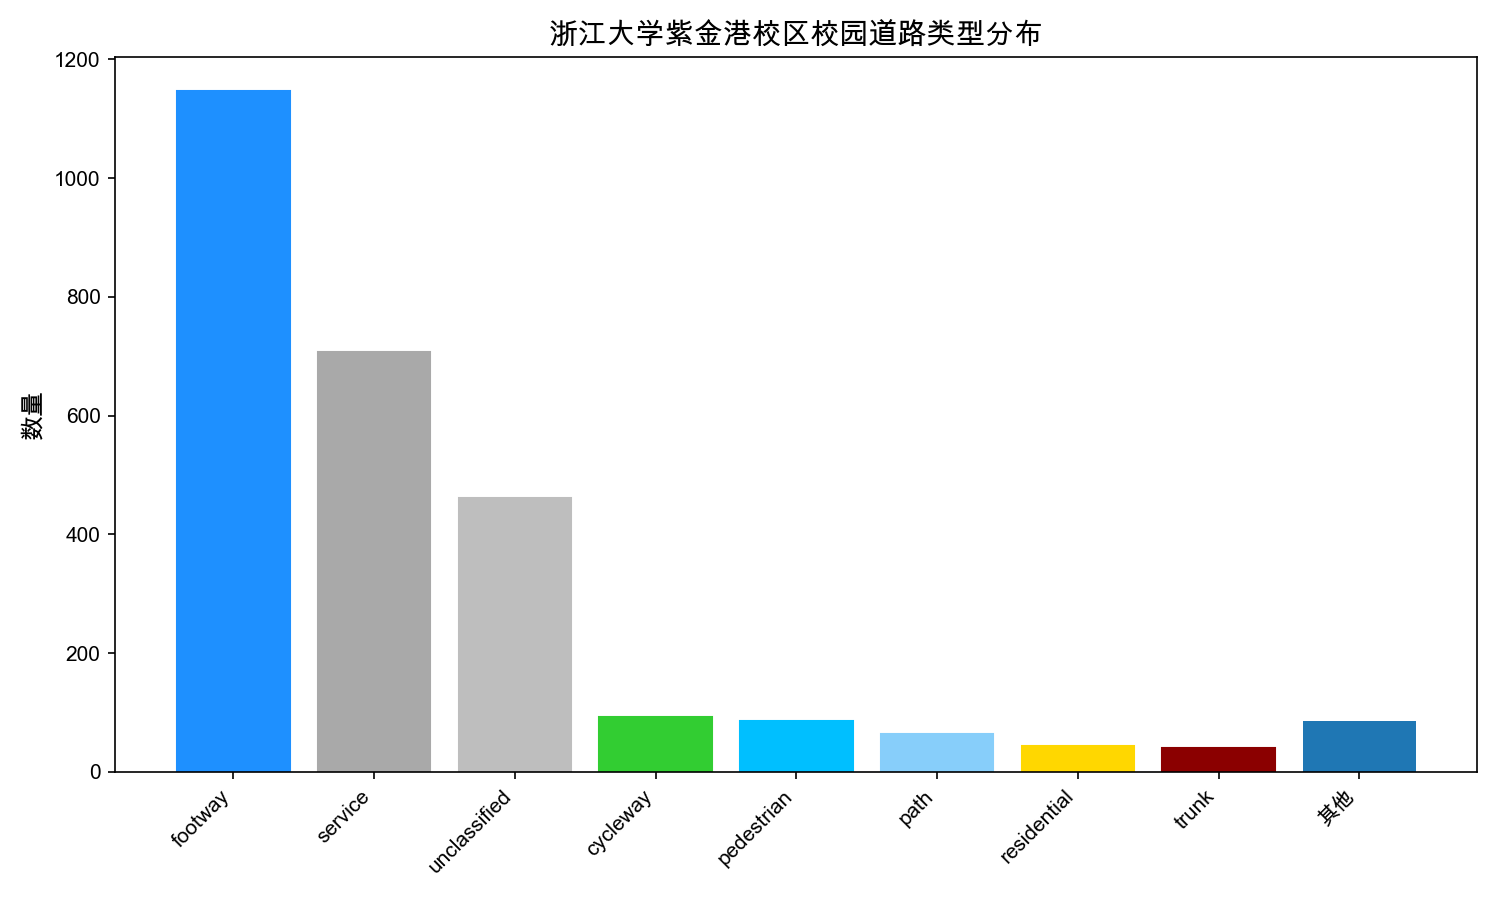 浙江大学紫金港校区校园道路类型分布
数量
1200
1000
800
600
400
200
0
footway
service
unclassified
cycleway
pedestrian
path
residential
trunk
其他